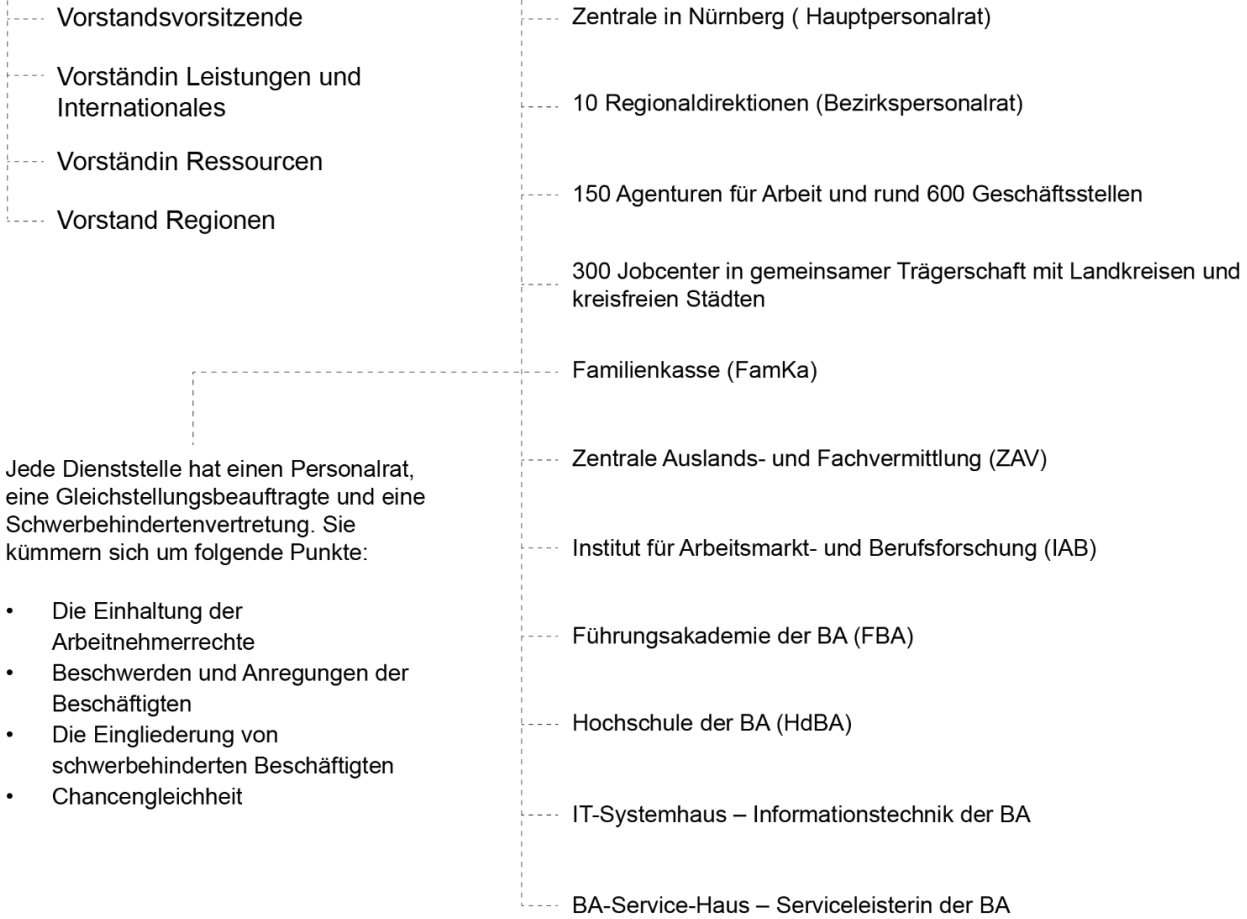 Vorstandsvorsitzende
Vorständin Leistungen und
Internationales
Vorständin Ressourcen
Vorstand Regionen
Jede Dienststelle hat einen Personalrat,
eine Gleichstellungsbeauftragte und eine
Schwerbehindertenvertretung. Sie
kümmern sich um folgende Punkte:
• Die Einhaltung der
Arbeitnehmerrechte
• Beschwerden und Anregungen der
Beschäftigten
• Die Eingliederung von
schwerbehinderten Beschäftigten
• Chancengleichheit
Zentrale in Nürnberg ( Hauptpersonalrat)
10 Regionaldirektionen (Bezirkspersonalrat)
150 Agenturen für Arbeit und rund 600 Geschäftsstellen
300 Jobcenter in gemeinsamer Trägerschaft mit Landkreisen und
kreisfreien Städten
Familienkasse (FamKa)
Zentrale Auslands- und Fachvermittlung (ZAV)
Institut für Arbeitsmarkt- und Berufsforschung (IAB)
Führungsakademie der BA (FBA)
Hochschule der BA (HdBA)
IT-Systemhaus – Informationstechnik der BA
BA-Service-Haus – Serviceleisterin der BA